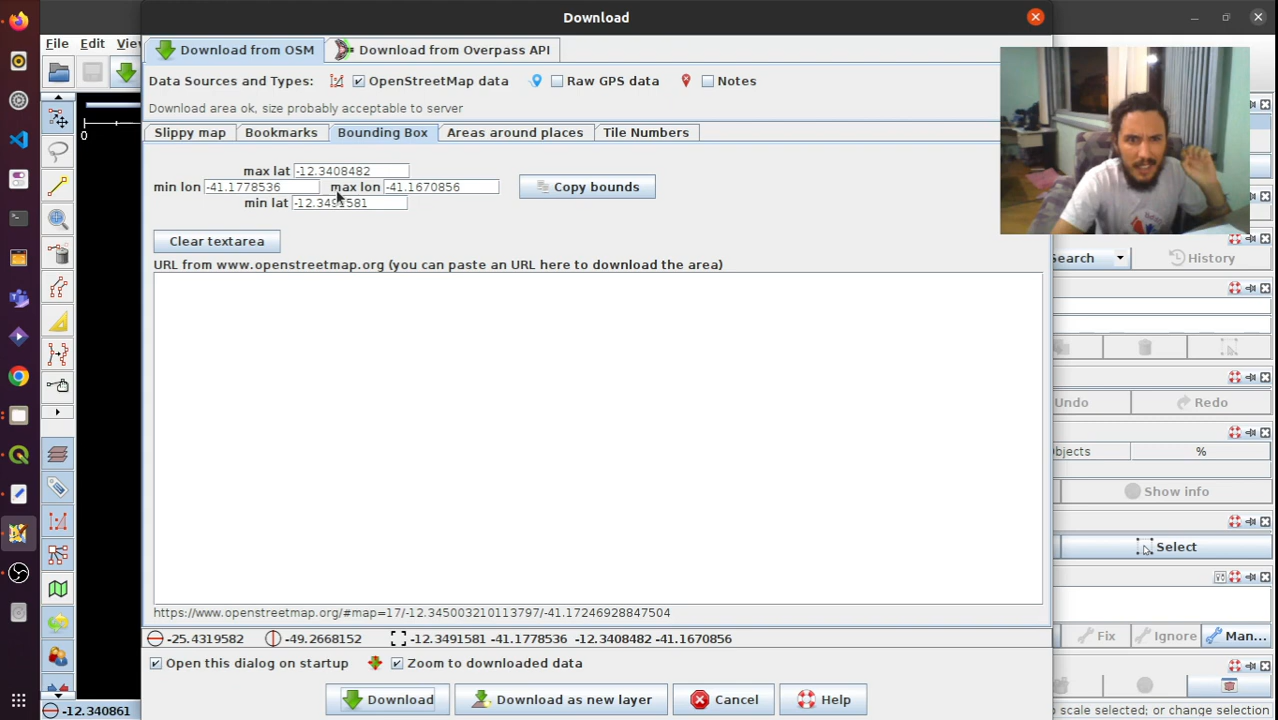 Download
File Edit Vie
Download from OSM Download from Overpass API
Data Sources and Types: OpenStreetMap data Raw GPS data Notes
Download area ok, size probably acceptable to server
Slippy map Bookmarks Bounding Box Areas around places Tile Numbers
0
max lat -12.3408482
min lon -41.1778536 max lon -41.1670856
min lat -12.3491581
Copy bounds
Clear textarea
URL from www.openstreetmap.org (you can paste an URL here to download the area)
https://www.openstreetmap.org/#map=17/-12.345003210113797/-41.17246928847504
-25.4319582 -49.2668152 -12.3491581 -41.1778536 -12.3408482 -41.1670856
Open this dialog on startup Zoom to downloaded data
Download Download as new layer Cancel Help
Search History
Undo Redo
bjects %
Show info
Select
Fix Ignore Man...
-12.340861
o scale selected; or change selection